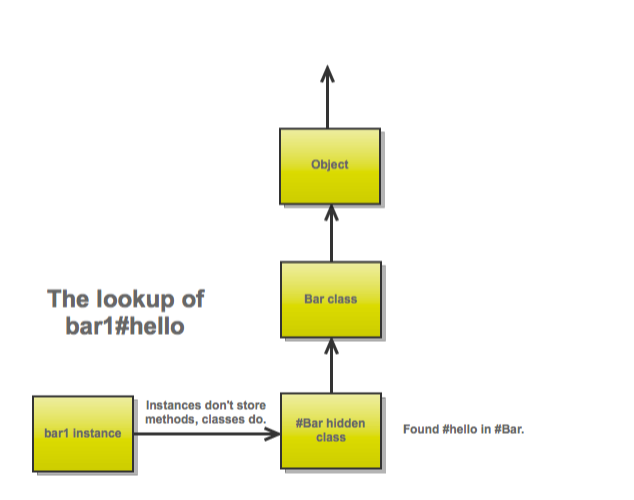 Object
Bar class
The lookup of
bar1#hello
Instances don't store
methods, classes do.
bar1 instance
#Bar hidden
class
Found #hello in #Bar.